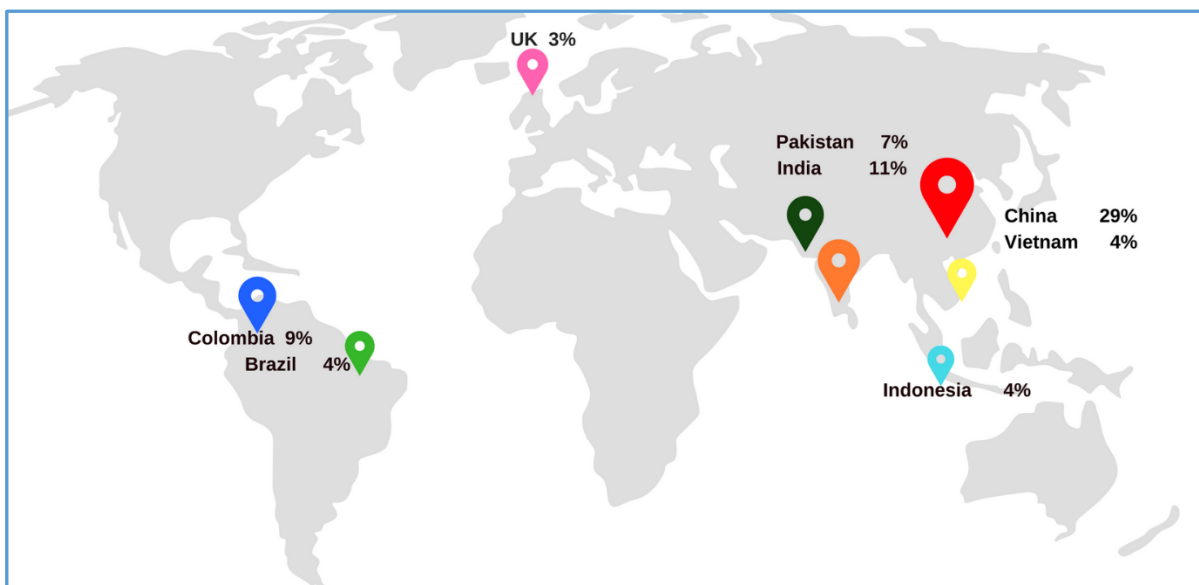 UK 3%
Pakistan 7%
India 11%
China 29%
Vietnam 4%
Colombia 9%
Brazil 4%
Indonesia 4%